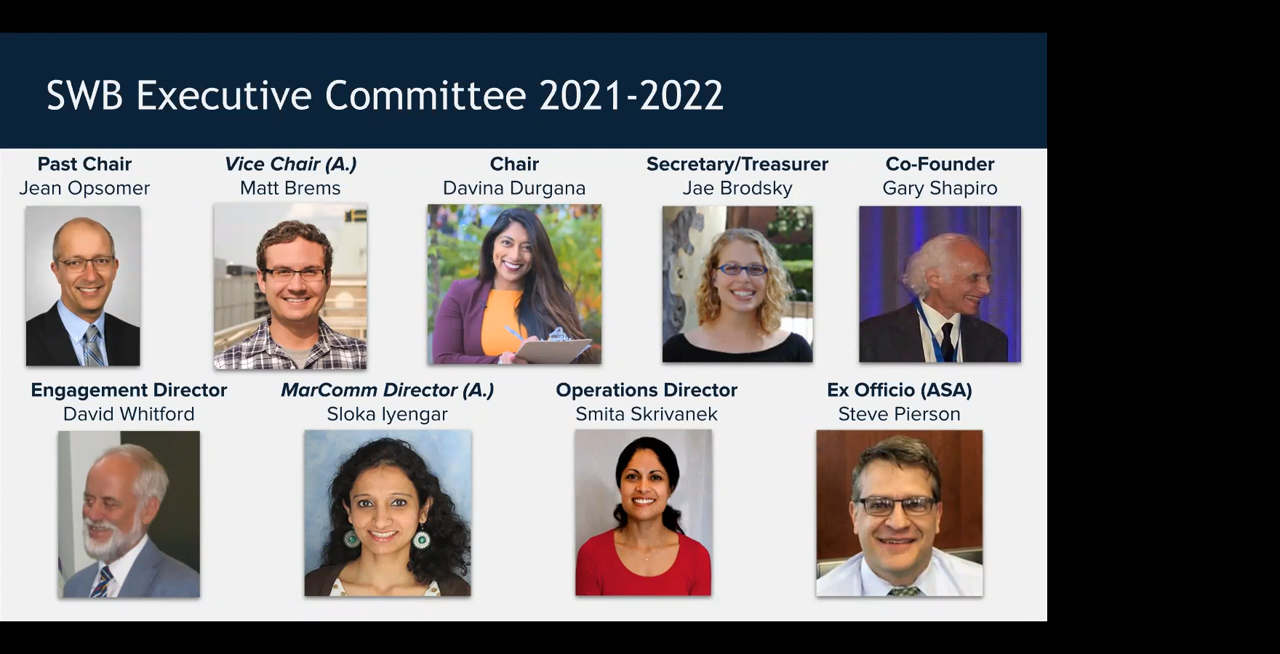 SWB Executive Committee 2021-2022
Past Chair
Jean Opsomer
Vice Chair (A.)
Matt Brems
Chair
Davina Durgana
Secretary/Treasurer
Jae Brodsky
Co-Founder
Gary Shapiro
Engagement Director
David Whitford
MarComm Director (A.)
Sloka Iyengar
Operations Director
Smita Skrivanek
Ex Officio (ASA)
Steve Pierson